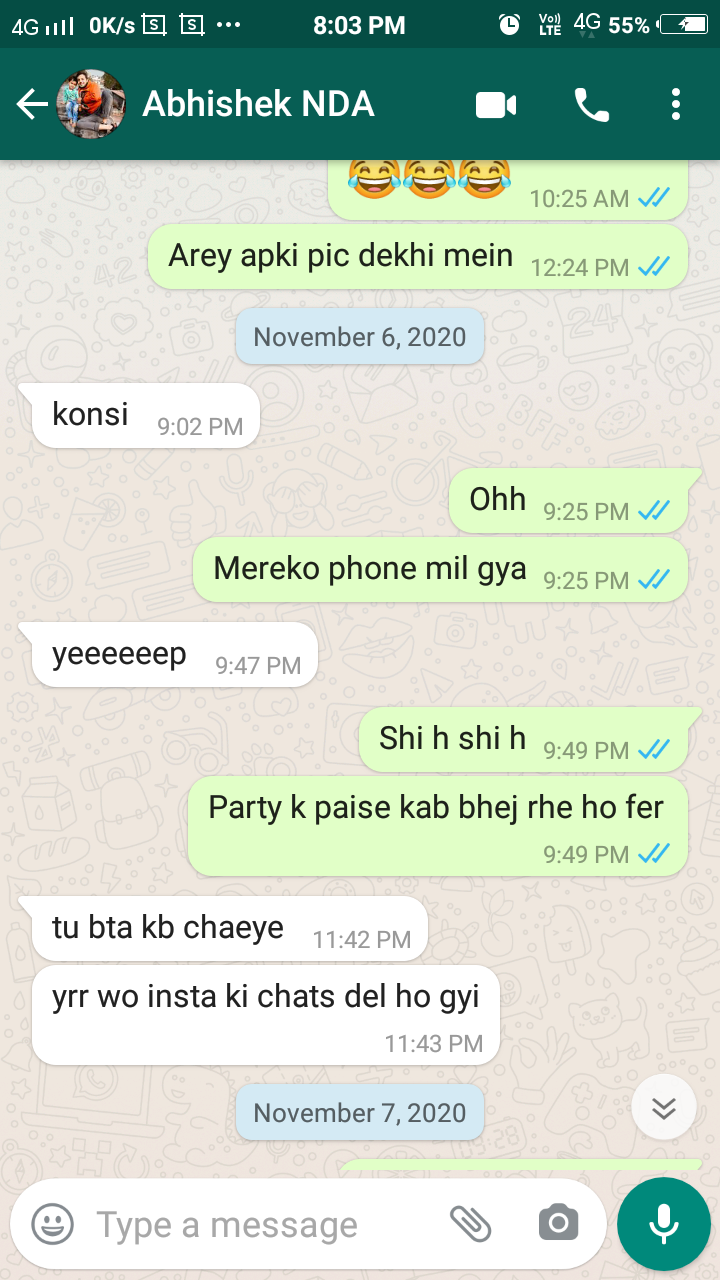 4G 0K/s S S ... 8:03 PM Vo)) LTE 4G 55%
Abhishek NDA
😂😂😂 10:25 AM
Arey apki pic dekhi mein 12:24 PM
November 6, 2020
konsi 9:02 PM
Ohh 9:25 PM
Mereko phone mil gya 9:25 PM
yeeeeeep 9:47 PM
Shi h shi h 9:49 PM
Party k paise kab bhej rhe ho fer
9:49 PM
tu bta kb chaeye 11:42 PM
yrr wo insta ki chats del ho gyi
11:43 PM
November 7, 2020
Type a message